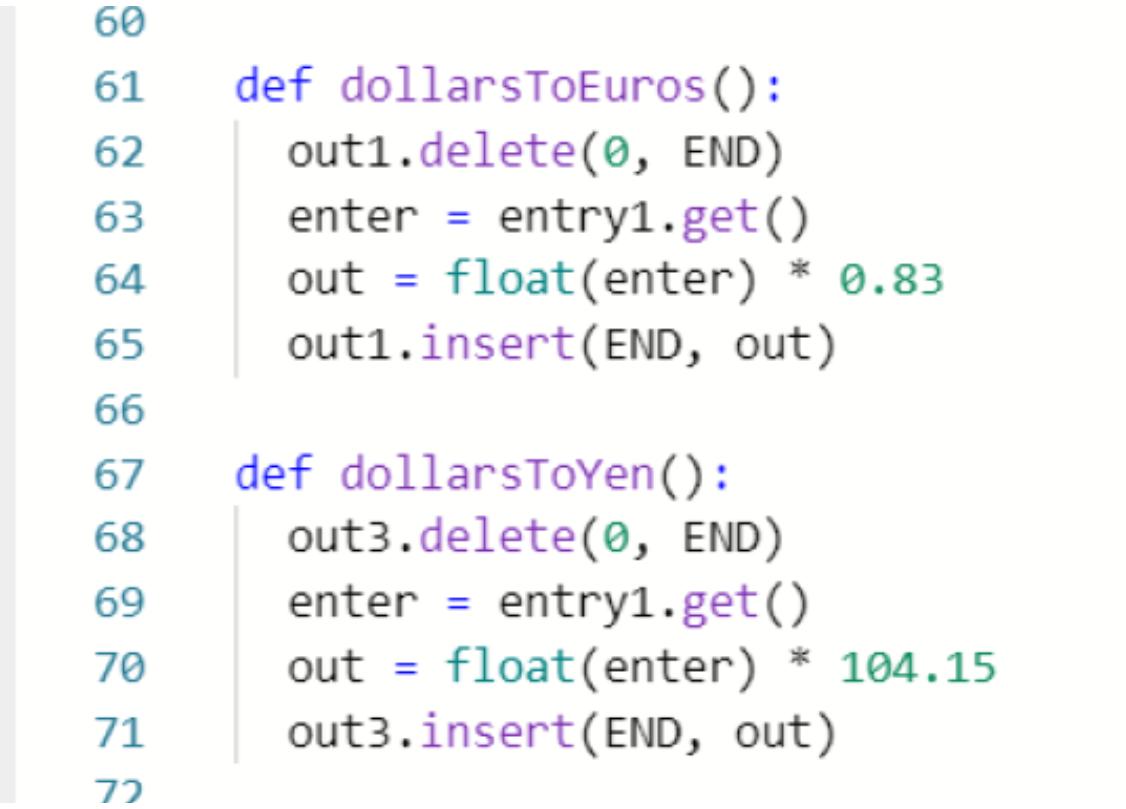 60
61 def dollarsToEuros():
62 out1.delete(0, END)
63 enter = entry1.get()
64 out = float(enter) * 0.83
65 out1.insert(END, out)
66
67 def dollarsToYen():
68 out3.delete(0, END)
69 enter = entry1.get()
70 out = float(enter) * 104.15
71 out3.insert(END, out)
72